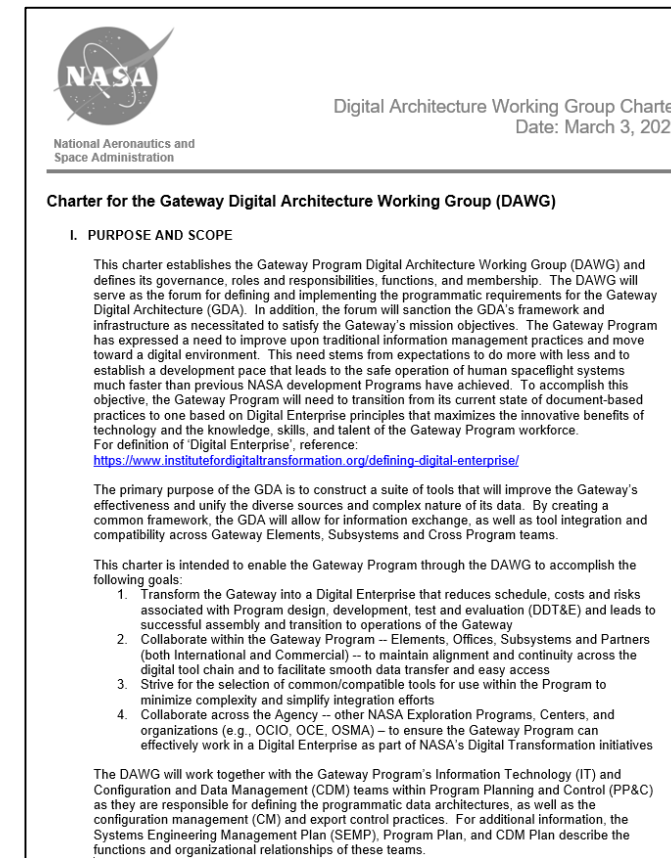 NASA
National Aeronautics and
Space Administration
Digital Architecture Working Group Charte
Date: March 3, 202
Charter for the Gateway Digital Architecture Working Group (DAWG)
I. PURPOSE AND SCOPE
This charter establishes the Gateway Program Digital Architecture Working Group (DAWG) and
defines its governance, roles and responsibilities, functions, and membership. The DAWG will
serve as the forum for defining and implementing the programmatic requirements for the Gateway
Digital Architecture (GDA). In addition, the forum will sanction the GDA's framework and
infrastructure as necessitated to satisfy the Gateway's mission objectives. The Gateway Program
has expressed a need to improve upon traditional information management practices and move
toward a digital environment. This need stems from expectations to do more with less and to
establish a development pace that leads to the safe operation of human spaceflight systems
much faster than previous NASA development Programs have achieved. To accomplish this
objective, the Gateway Program will need to transition from its current state of document-based
practices to one based on Digital Enterprise principles that maximizes the innovative benefits of
technology and the knowledge, skills, and talent of the Gateway Program workforce.
For definition of 'Digital Enterprise', reference:
https://www.institutefordigitaltransformation.org/defining-digital-enterprise/
The primary purpose of the GDA is to construct a suite of tools that will improve the Gateway's
effectiveness and unify the diverse sources and complex nature of its data. By creating a
common framework, the GDA will allow for information exchange, as well as tool integration and
compatibility across Gateway Elements, Subsystems and Cross Program teams.
This charter is intended to enable the Gateway Program through the DAWG to accomplish the
following goals:
1. Transform the Gateway into a Digital Enterprise that reduces schedule, costs and risks
associated with Program design, development, test and evaluation (DDT&E) and leads to
successful assembly and transition to operations of the Gateway
2. Collaborate within the Gateway Program -- Elements, Offices, Subsystems and Partners
(both International and Commercial) -- to maintain alignment and continuity across the
digital tool chain and to facilitate smooth data transfer and easy access
3. Strive for the selection of common/compatible tools for use within the Program to
minimize complexity and simplify integration efforts
4. Collaborate across the Agency -- other NASA Exploration Programs, Centers, and
organizations (e.g., OCIO, OCE, OSMA) – to ensure the Gateway Program can
effectively work in a Digital Enterprise as part of NASA's Digital Transformation initiatives
The DAWG will work together with the Gateway Program's Information Technology (IT) and
Configuration and Data Management (CDM) teams within Program Planning and Control (PP&C)
as they are responsible for defining the programmatic data architectures, as well as the
configuration management (CM) and export control practices. For additional information, the
Systems Engineering Management Plan (SEMP), Program Plan, and CDM Plan describe the
functions and organizational relationships of these teams.